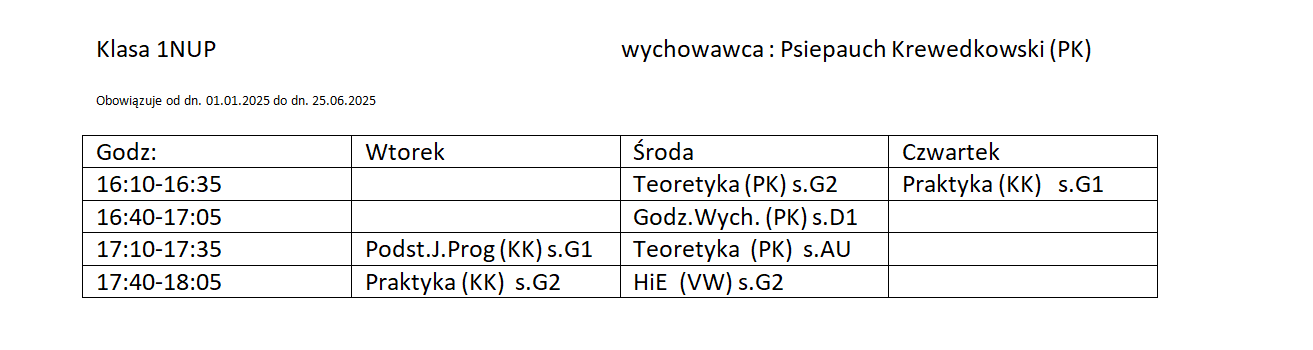 Klasa 1NUP wychowawca : Psiepauch Krewedkowski (PK)
Obowiązuje od dn. 01.01.2025 do dn. 25.06.2025
Godz: Wtorek Środa Czwartek
16:10-16:35 Teoretyka (PK) s.G2 Praktyka (KK) s.G1
16:40-17:05 Godz.Wych. (PK) s.D1
17:10-17:35 Podst.J.Prog (KK) s.G1 Teoretyka (PK) s.AU
17:40-18:05 Praktyka (KK) s.G2 HiE (VW) s.G2